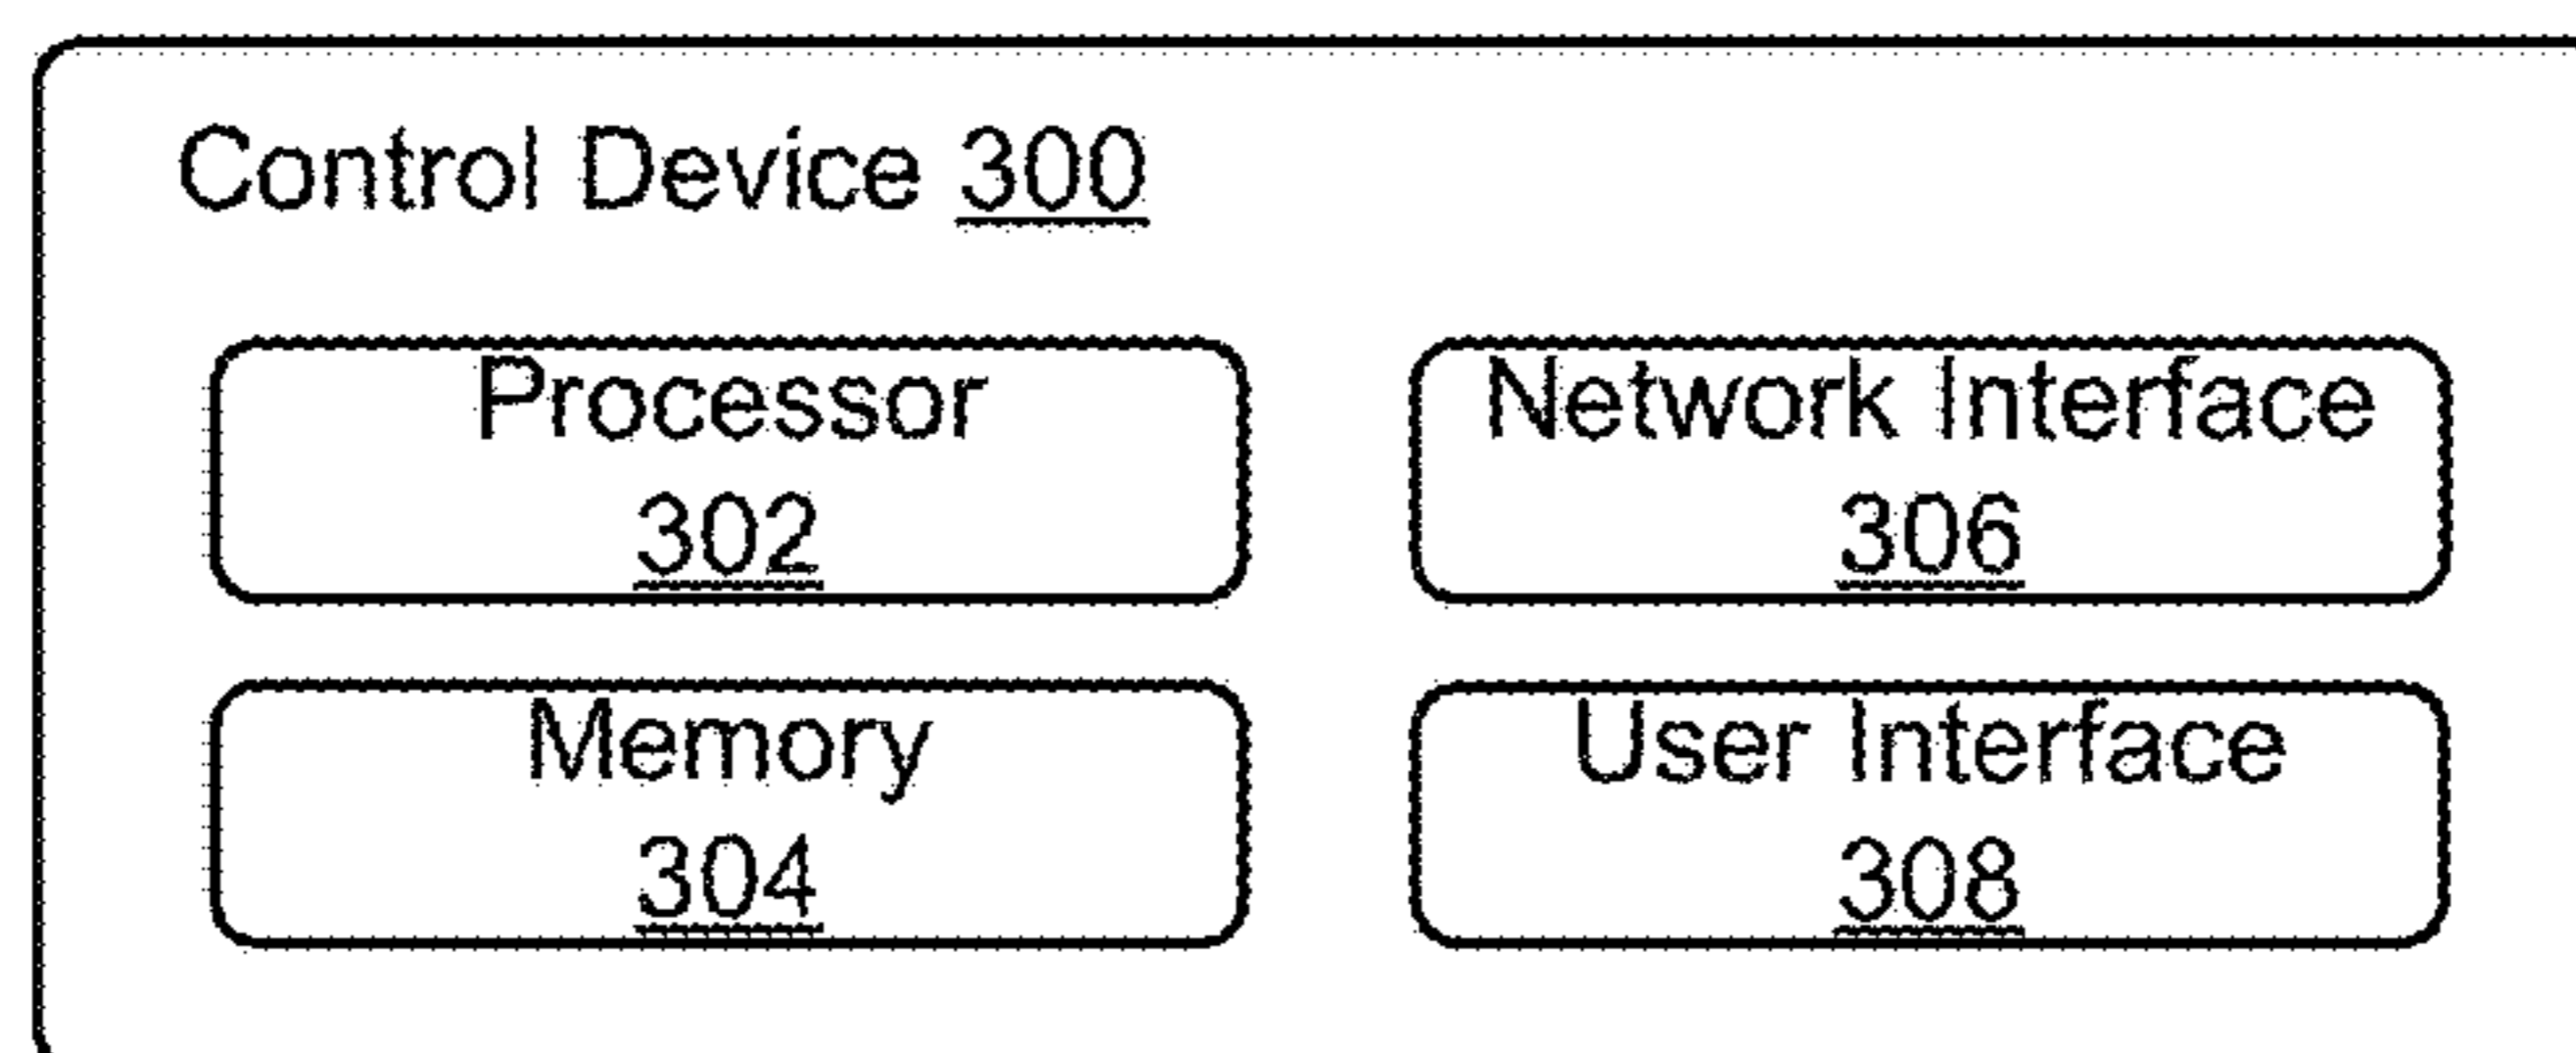 Control Device 300
Processor
302
Network Interface
306
Memory
304
User Interface
308